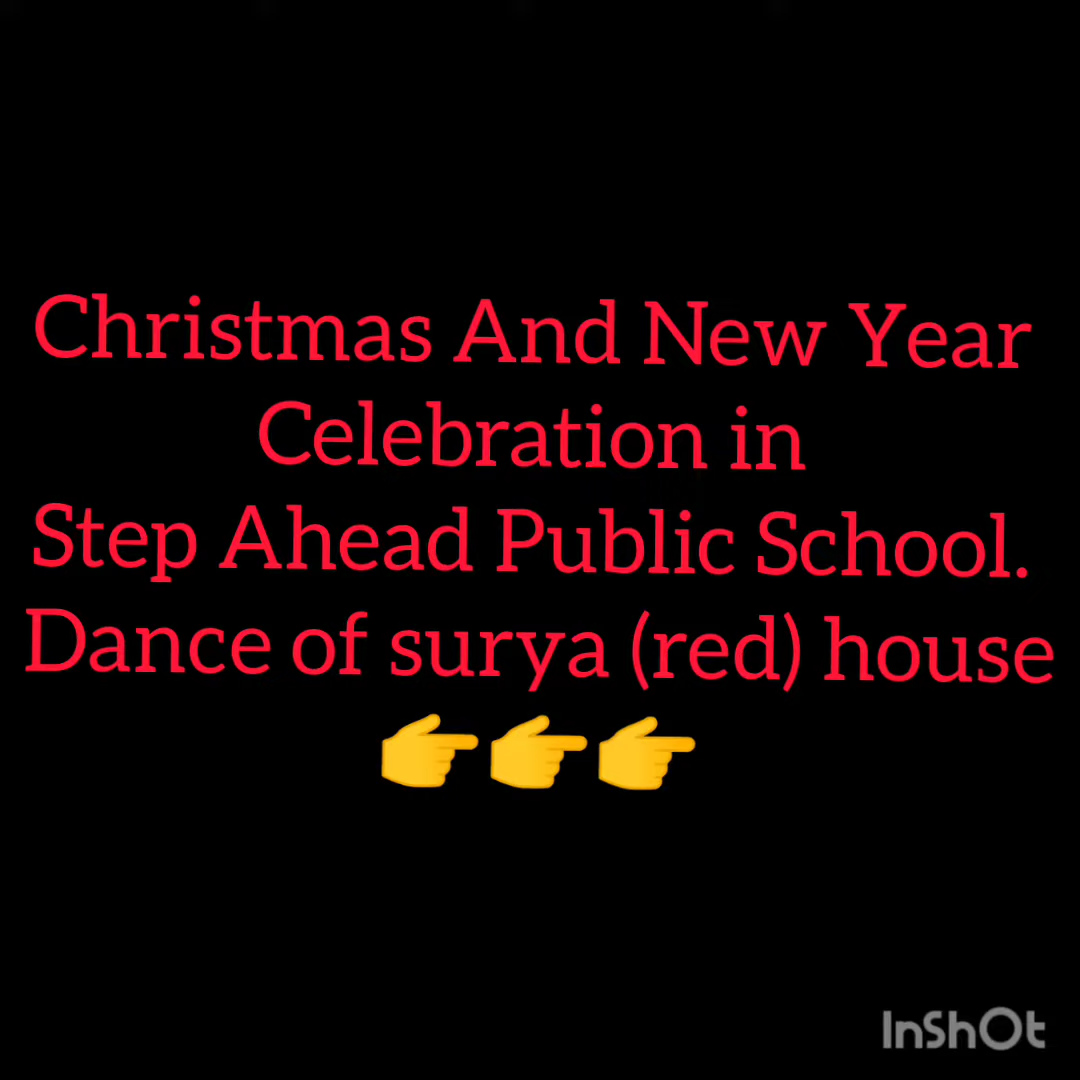 Christmas And New Year
Celebration in
Step Ahead Public School.
Dance of surya (red) house
👉👉👉
InShOt